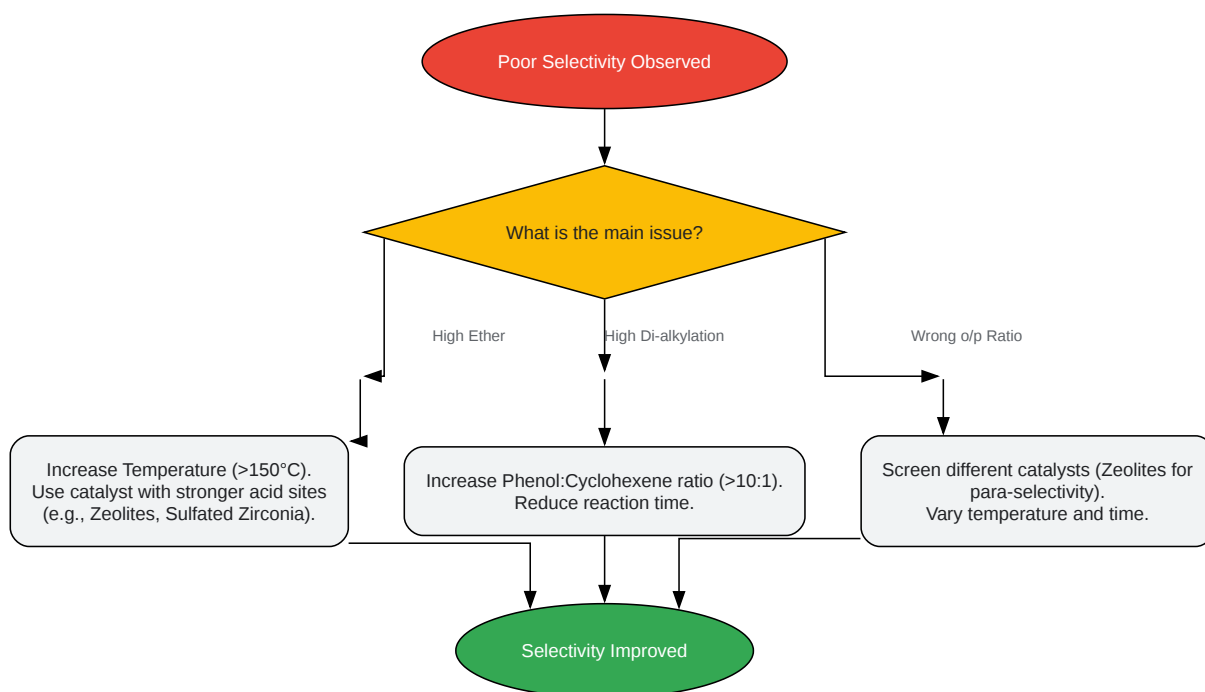 Poor Selectivity Observed
What is the main issue?
High Ether
High Di-alkylation
Wrong o/p Ratio
Increase Temperature (>150°C).
Use catalyst with stronger acid sites
(e.g., Zeolites, Sulfated Zirconia).
Increase Phenol:Cyclohexene ratio (>10:1).
Reduce reaction time.
Screen different catalysts (Zeolites for
para-selectivity).
Vary temperature and time.
Selectivity Improved